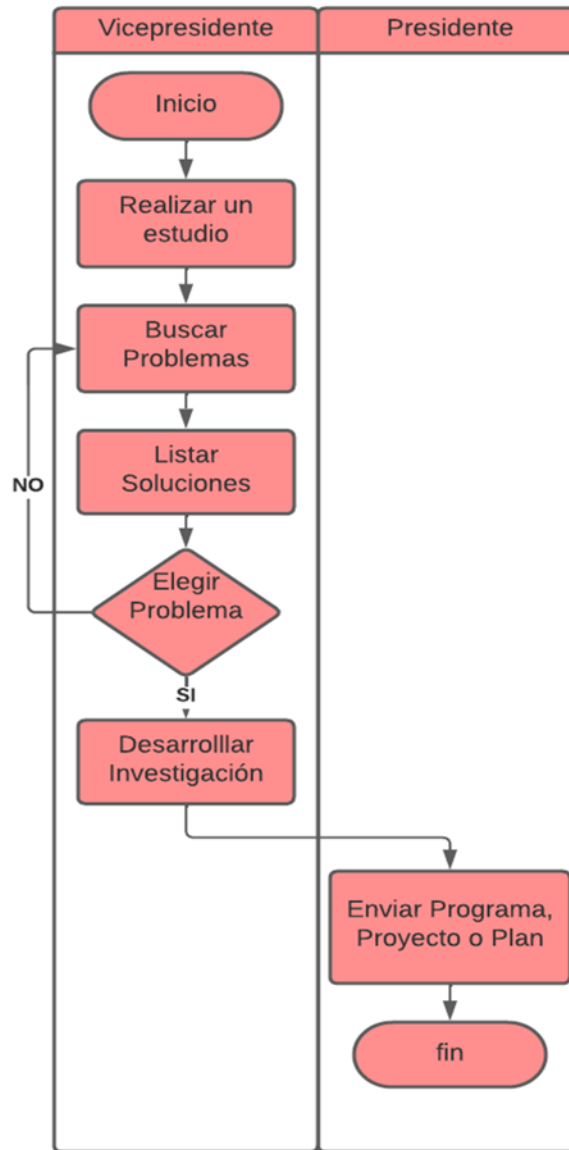 Vicepresidente
Presidente
Inicio
Realizar un
estudio
Buscar
Problemas
Listar
Soluciones
NO
Elegir
Problema
SI
Desarrolllar
Investigación
Enviar Programa,
Proyecto o Plan
fin